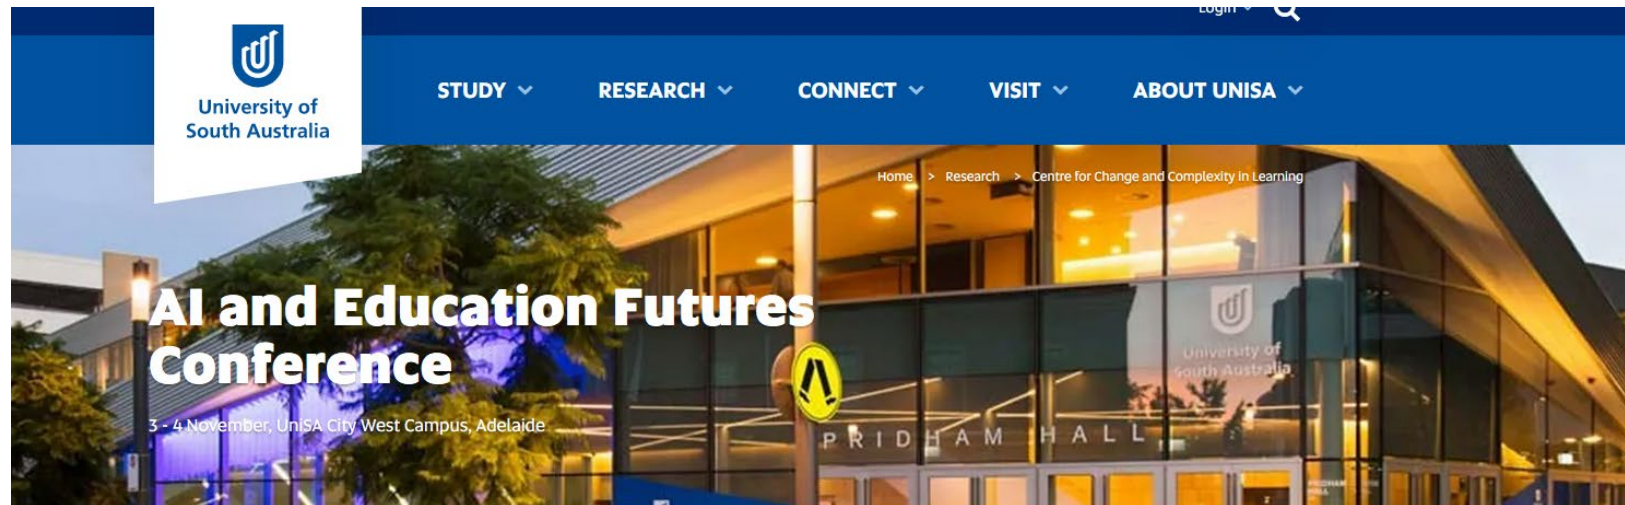 Login
University of
South Australia
STUDY
RESEARCH
CONNECT
VISIT
ABOUT UNISA
Home > Research > Centre for Change and Complexity in Learning
AI and Education Futures
Conference
3 - 4 November, UniSA City West Campus, Adelaide
University of
South Australia
PRIDHAM HALL
PRIDHAM
HALL